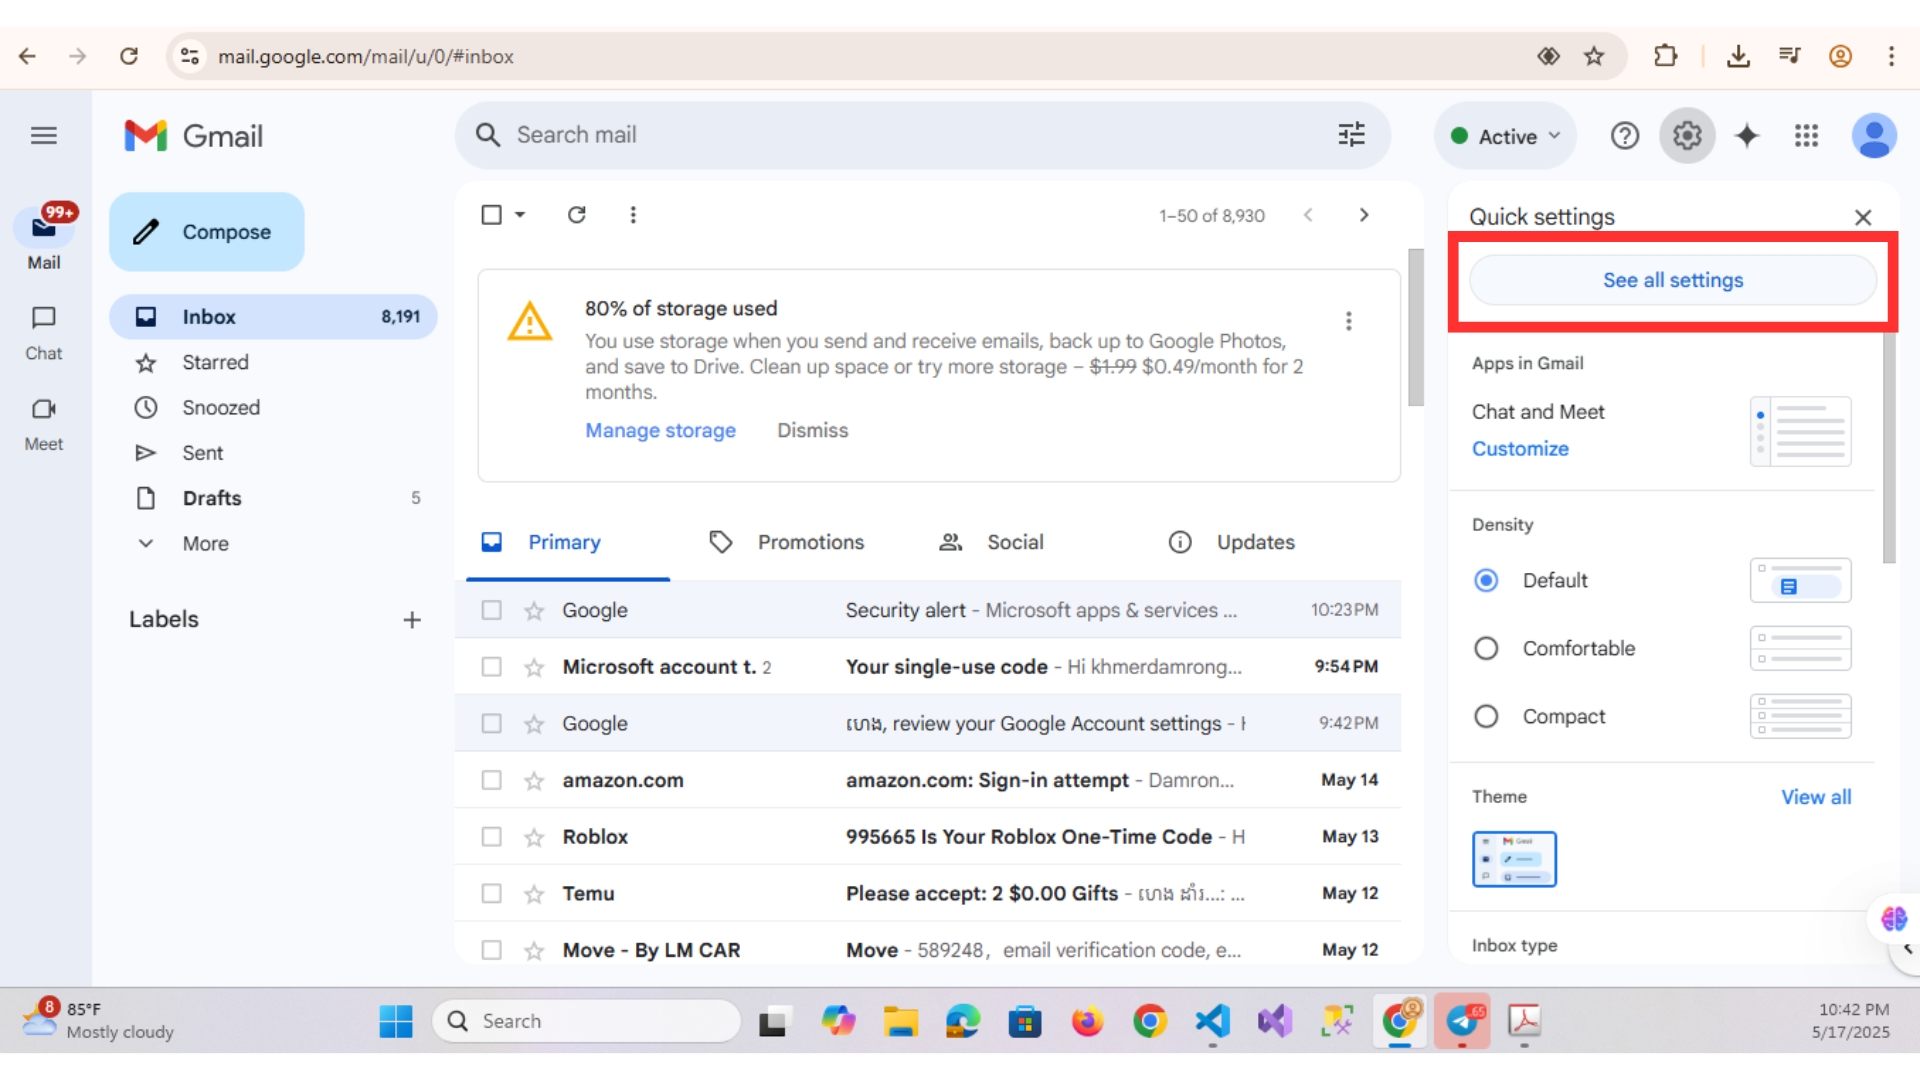 mail.google.com/mail/u/0/#inbox
Gmail
Search mail
Active
99+
Mail
Chat
Meet
Compose
Inbox 8,191
Starred
Snoozed
Sent
Drafts 5
More
Labels
1–50 of 8,930
80% of storage used
You use storage when you send and receive emails, back up to Google Photos,
and save to Drive. Clean up space or try more storage – $1.99 $0.49/month for 2
months.
Manage storage Dismiss
Primary Promotions Social Updates
Google Security alert - Microsoft apps & services ... 10:23 PM
Microsoft account t. 2 Your single-use code - Hi khmerdamrong... 9:54 PM
Google ហេង, review your Google Account settings - 9:42 PM
amazon.com amazon.com: Sign-in attempt - Damron... May 14
Roblox 995665 Is Your Roblox One-Time Code - H May 13
Temu Please accept: 2 $0.00 Gifts - ហេង ដាំរ...: ... May 12
Move - By LM CAR Move - 589248， email verification code, e... May 12
Quick settings
See all settings
Apps in Gmail
Chat and Meet
Customize
Density
Default
Comfortable
Compact
Theme View all
Gmail
Inbox type
8
85°F
Mostly cloudy
Search
65
10:42 PM
5/17/2025